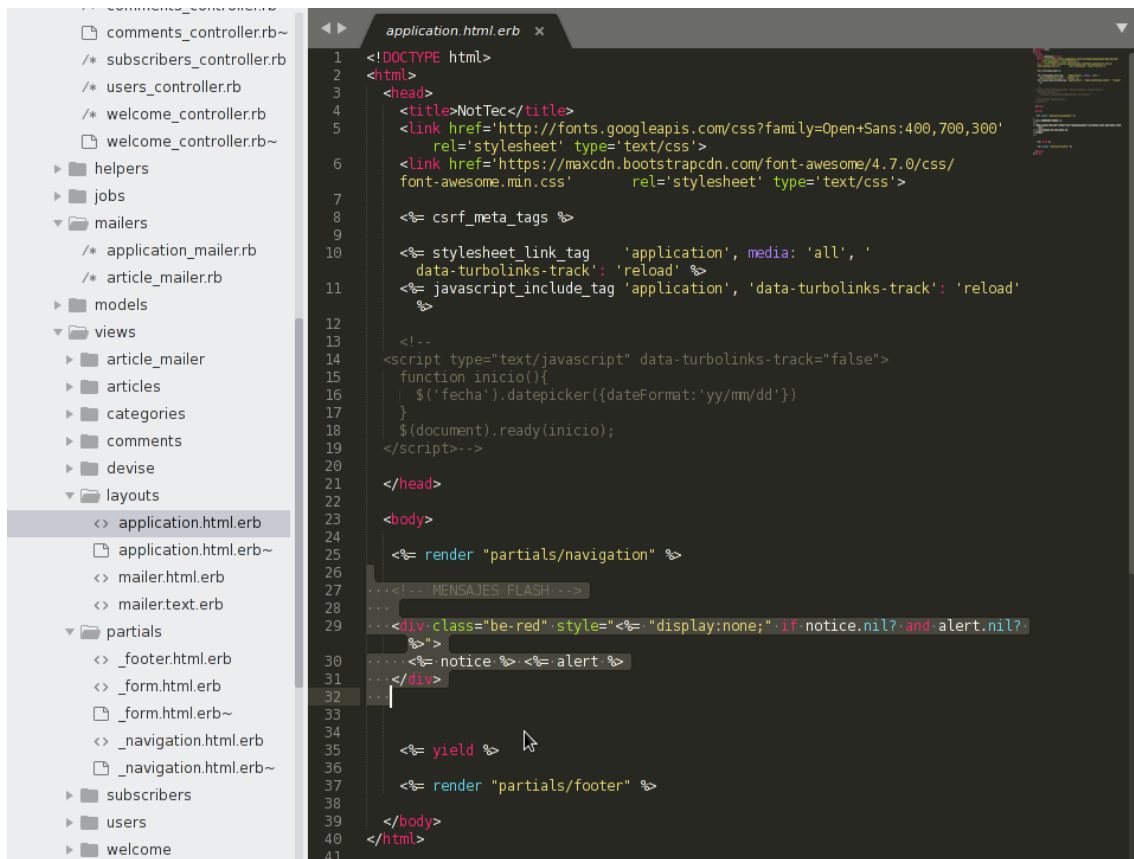 comments_controller.rb
comments_controller.rb~
/* subscribers_controller.rb
/* users_controller.rb
/* welcome_controller.rb
welcome_controller.rb~
helpers
jobs
mailers
/* application_mailer.rb
/* article_mailer.rb
models
views
article_mailer
articles
categories
comments
devise
layouts
<> application.html.erb
application.html.erb~
<> mailer.html.erb
<> mailer.text.erb
partials
<> _footer.html.erb
<> _form.html.erb
_form.html.erb~
<> _navigation.html.erb
_navigation.html.erb~
subscribers
users
welcome
application.html.erb ×
1 <!DOCTYPE html>
2 <html>
3 <head>
4 <title>NotTec</title>
5 <link href='http://fonts.googleapis.com/css?family=Open+Sans:400,700,300'
rel='stylesheet' type='text/css'>
6 <link href='https://maxcdn.bootstrapcdn.com/font-awesome/4.7.0/css/
font-awesome.min.css' rel='stylesheet' type='text/css'>
7
8 <%= csrf_meta_tags %>
9
10 <%= stylesheet_link_tag 'application', media: 'all', '
data-turbolinks-track': 'reload' %>
11 <%= javascript_include_tag 'application', 'data-turbolinks-track': 'reload'
%>
12
13 <!--
14 <script type="text/javascript" data-turbolinks-track="false">
15 function inicio(){
16 $('fecha').datepicker({dateFormat:'yy/mm/dd'})
17 }
18 $(document).ready(inicio);
19 </script>-->
20
21 </head>
22
23 <body>
24
25 <%= render "partials/navigation" %>
26
27 <!-- MENSAJES FLASH -->
28
29 <div class="be-red" style="<%= "display:none;" if notice.nil? and alert.nil?
%>">
30 <%= notice %> <%= alert %>
31 </div>
32
33
34
35 <%= yield %>
36
37 <%= render "partials/footer" %>
38
39 </body>
40 </html>
41